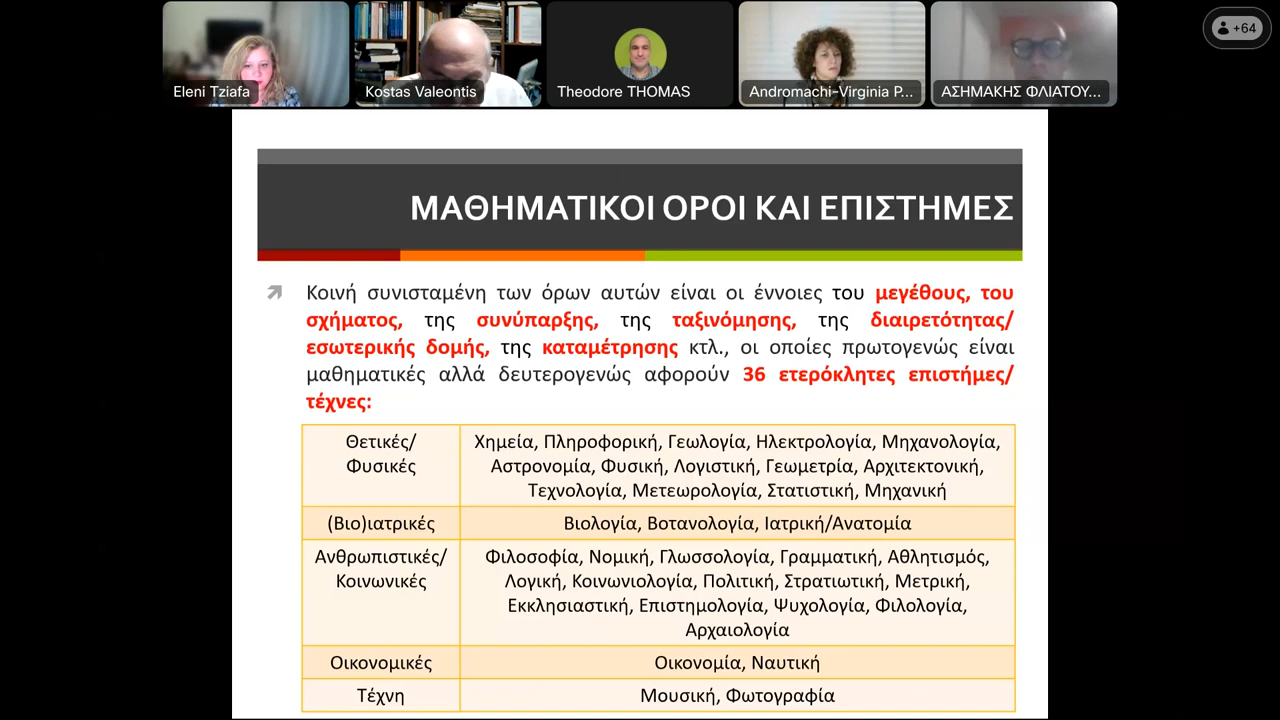 Eleni Tziafa
Kostas Valeontis
Theodore THOMAS
Andromachi-Virginia P...
ΑΣΗΜΑΚΗΣ ΦΛΙΑΤΟΥ...
+64
ΜΑΘΗΜΑΤΙΚΟΙ ΟΡΟΙ ΚΑΙ ΕΠΙΣΤΗΜΕΣ
Κοινή συνισταμένη των όρων αυτών είναι οι έννοιες του μεγέθους, του
σχήματος, της συνύπαρξης, της ταξινόμησης, της διαιρετότητας/
εσωτερικής δομής, της καταμέτρησης κτλ., οι οποίες πρωτογενώς είναι
μαθηματικές αλλά δευτερογενώς αφορούν 36 ετερόκλητες επιστήμες/
τέχνες:
Θετικές/
Φυσικές
Χημεία, Πληροφορική, Γεωλογία, Ηλεκτρολογία, Μηχανολογία,
Αστρονομία, Φυσική, Λογιστική, Γεωμετρία, Αρχιτεκτονική,
Τεχνολογία, Μετεωρολογία, Στατιστική, Μηχανική
(Βιο)ιατρικές
Βιολογία, Βοτανολογία, Ιατρική/Ανατομία
Ανθρωπιστικές/
Κοινωνικές
Φιλοσοφία, Νομική, Γλωσσολογία, Γραμματική, Αθλητισμός,
Λογική, Κοινωνιολογία, Πολιτική, Στρατιωτική, Μετρική,
Εκκλησιαστική, Επιστημολογία, Ψυχολογία, Φιλολογία,
Αρχαιολογία
Οικονομικές
Οικονομία, Ναυτική
Τέχνη
Μουσική, Φωτογραφία